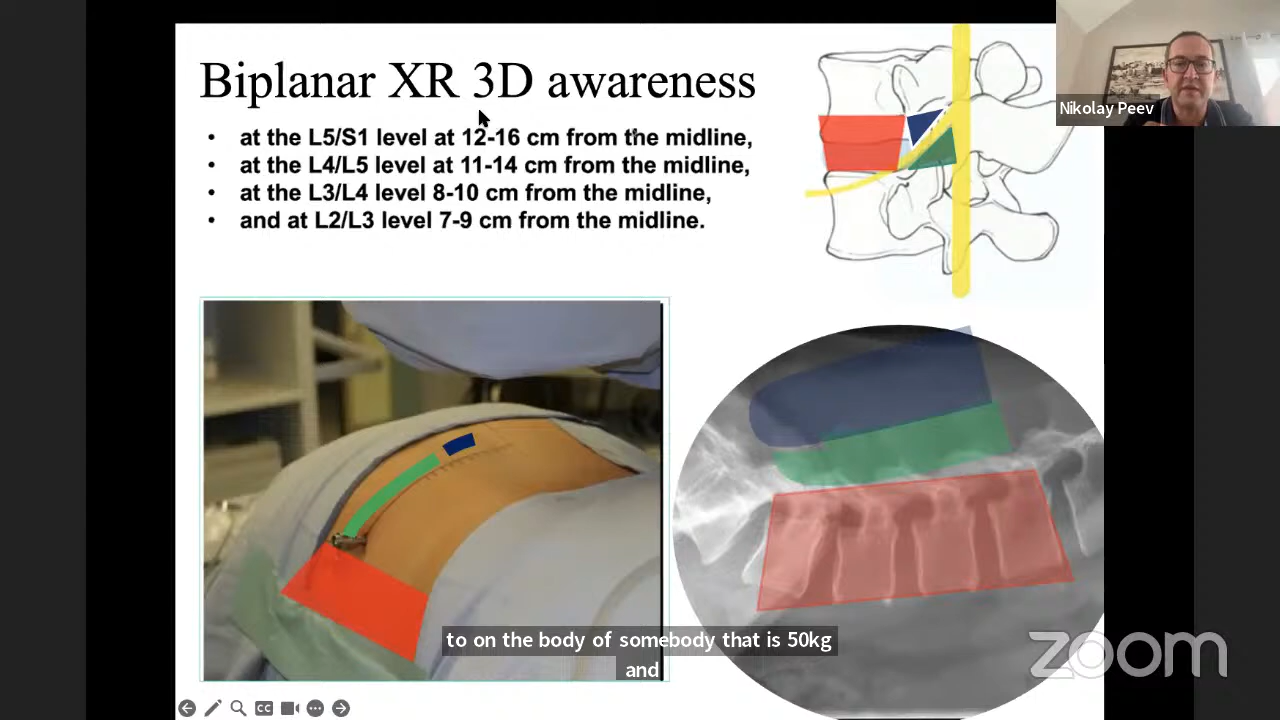 Biplanar XR 3D awareness
• at the L5/S1 level at 12-16 cm from the midline,
• at the L4/L5 level at 11-14 cm from the midline,
• at the L3/L4 level 8-10 cm from the midline,
• and at L2/L3 level 7-9 cm from the midline.
Nikolay Peev
to on the body of somebody that is 50kg
and
zoom
CC